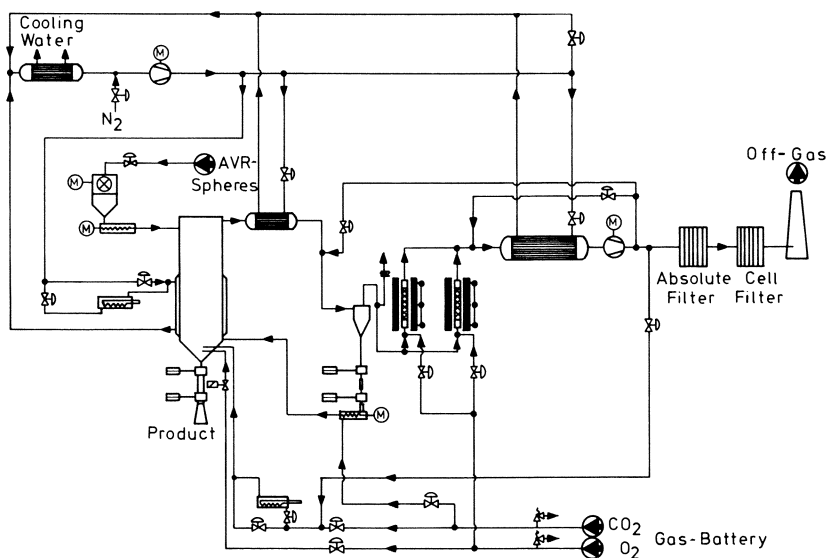 Cooling
Water
M
N2
AVR-
Spheres
M
M
Off-Gas
M
Absolute
Filter
Cell
Filter
M
Product
CO2
O2
Gas-Battery